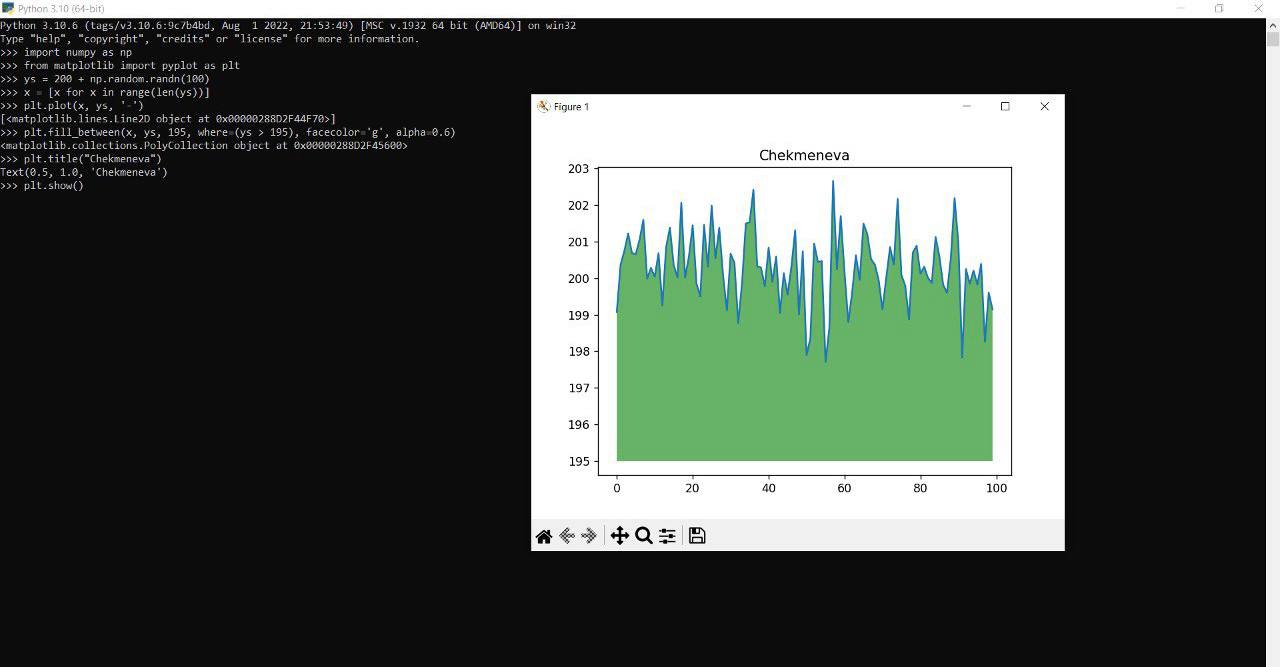 Python 3.10 (64-bit)
Python 3.10.6 (tags/v3.10.6:9c7b4bd, Aug  1 2022, 21:53:49) [MSC v.1932 64 bit (AMD64)] on win32
Type "help", "copyright", "credits" or "license" for more information.
>>> import numpy as np
>>> from matplotlib import pyplot as plt
>>> ys = 200 + np.random.randn(100)
>>> x = [x for x in range(len(ys))]
>>> plt.plot(x, ys, '-')
[<matplotlib.lines.Line2D object at 0x00000288D2F44F70>]
>>> plt.fill_between(x, ys, 195, where=(ys > 195), facecolor='g', alpha=0.6)
<matplotlib.collections.PolyCollection object at 0x00000288D2F45600>
>>> plt.title("Chekmeneva")
Text(0.5, 1.0, 'Chekmeneva')
>>> plt.show()
Figure 1
Chekmeneva
203
202
201
200
199
198
197
196
195
0 20 40 60 80 100